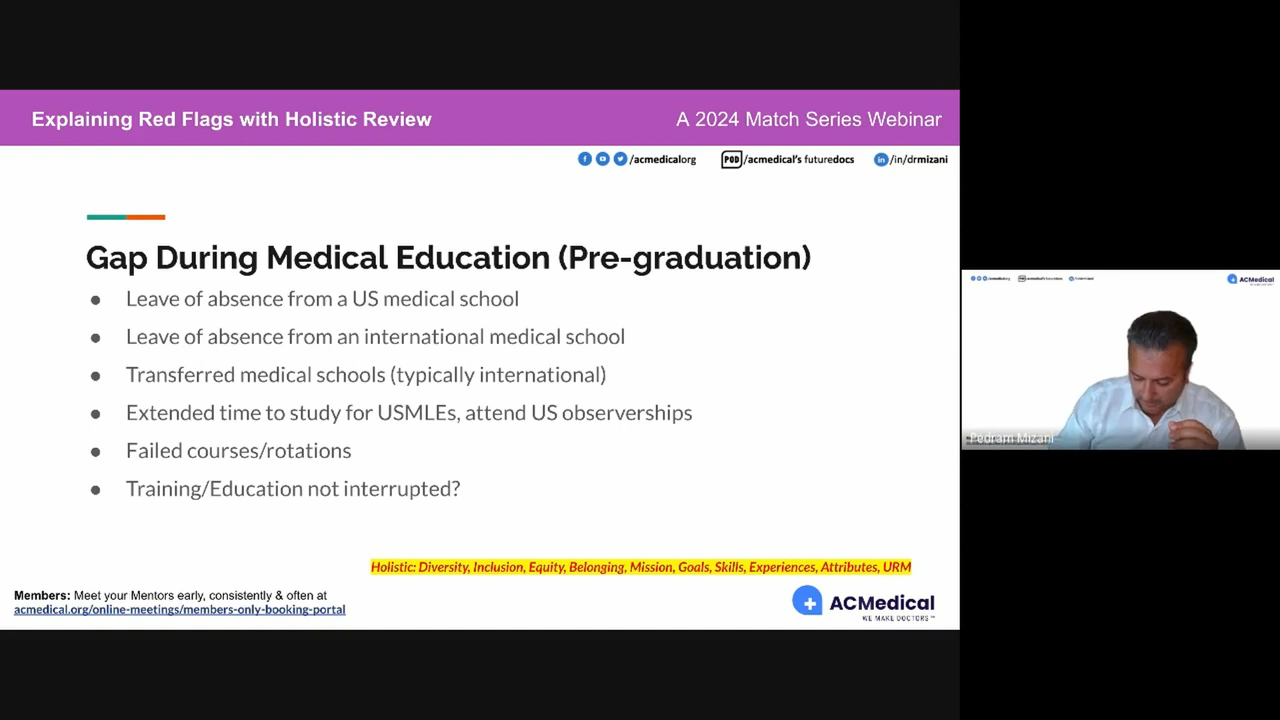 Explaining Red Flags with Holistic Review
A 2024 Match Series Webinar
/acmedicalorg
POD /acmedical's futuredocs
in /in/drmizani
Gap During Medical Education (Pre-graduation)
● Leave of absence from a US medical school
● Leave of absence from an international medical school
● Transferred medical schools (typically international)
● Extended time to study for USMLEs, attend US observerships
● Failed courses/rotations
● Training/Education not interrupted?
Holistic: Diversity, Inclusion, Equity, Belonging, Mission, Goals, Skills, Experiences, Attributes, URM
Members: Meet your Mentors early, consistently & often at
acmedical.org/online-meetings/members-only-booking-portal
ACMedical
WE MAKE DOCTORS™
ACMedical
Pedram Mizani